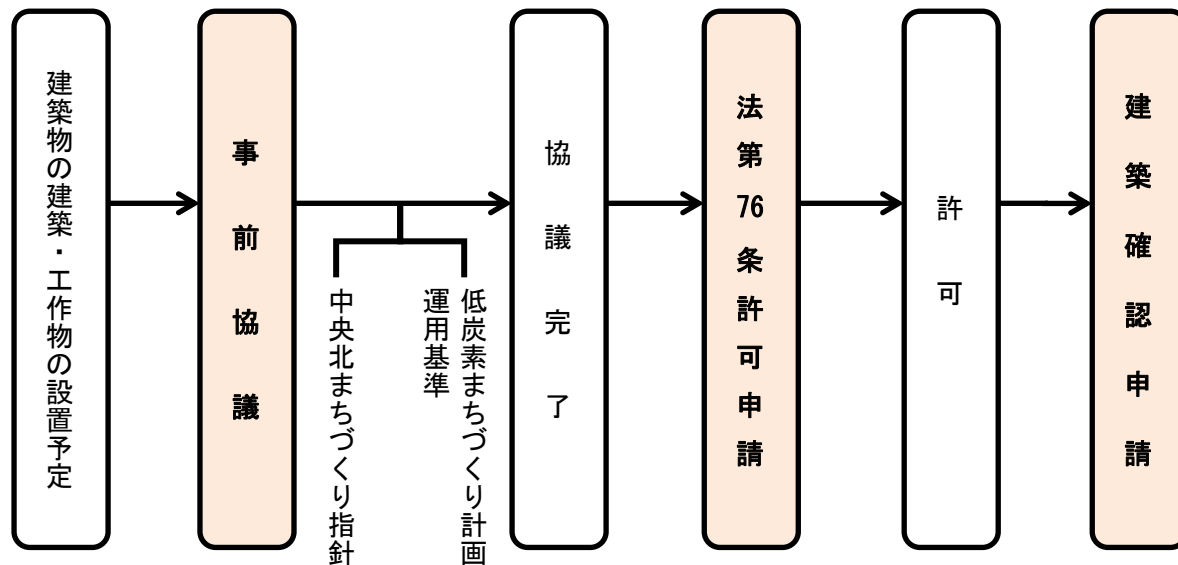 建築物の建築・工作物の設置予定
事前協議
中央北まちづくり指針
低炭素まちづくり計画
運用基準
協議完了
法第76条許可申請
許可
建築確認申請